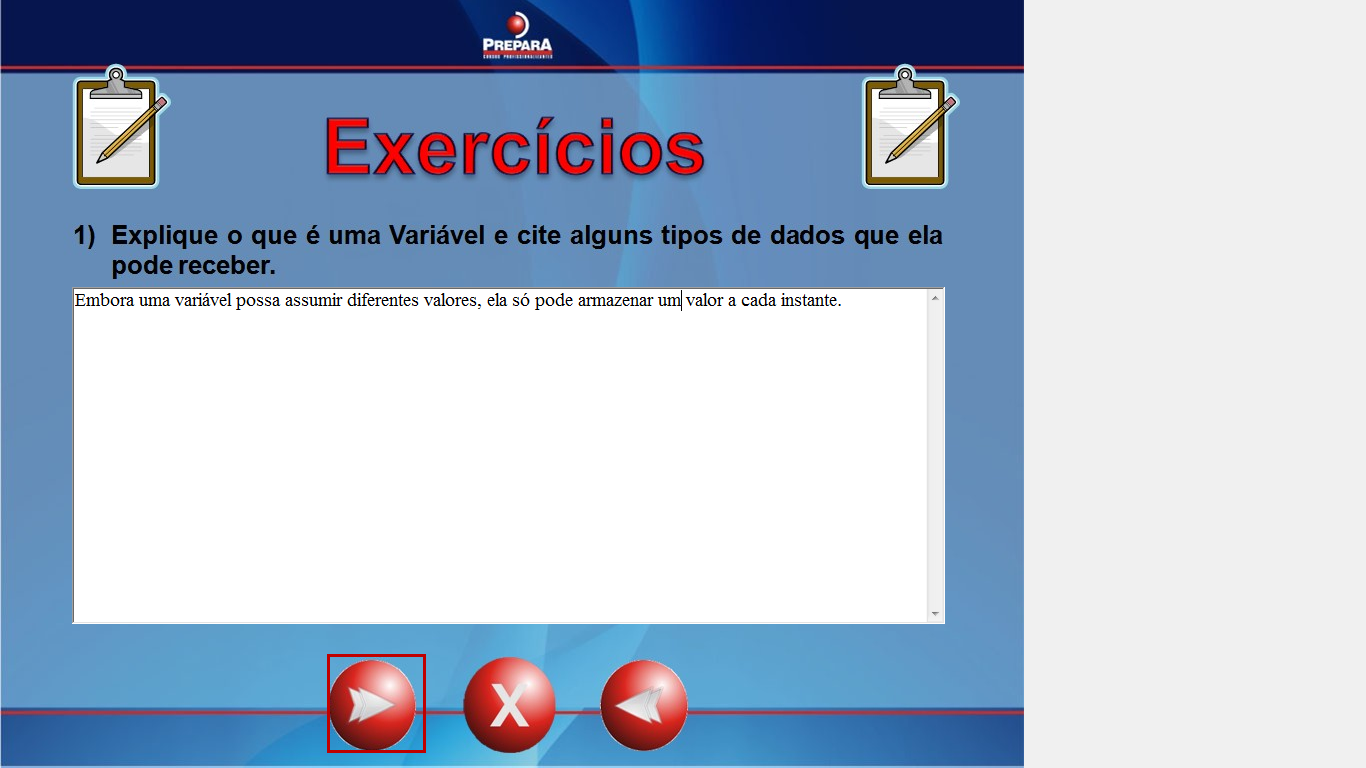 PREPARA
CURSOS PROFISSIONALIZANTES
Exercícios
1) Explique o que é uma Variável e cite alguns tipos de dados que ela
pode receber.
Embora uma variável possa assumir diferentes valores, ela só pode armazenar um valor a cada instante.
X